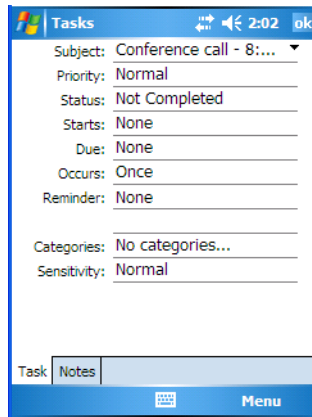 Tasks 2:02 ok
Subject: Conference call - 8:...
Priority: Normal
Status: Not Completed
Starts: None
Due: None
Occurs: Once
Reminder: None
Categories: No categories...
Sensitivity: Normal
Task Notes
Menu